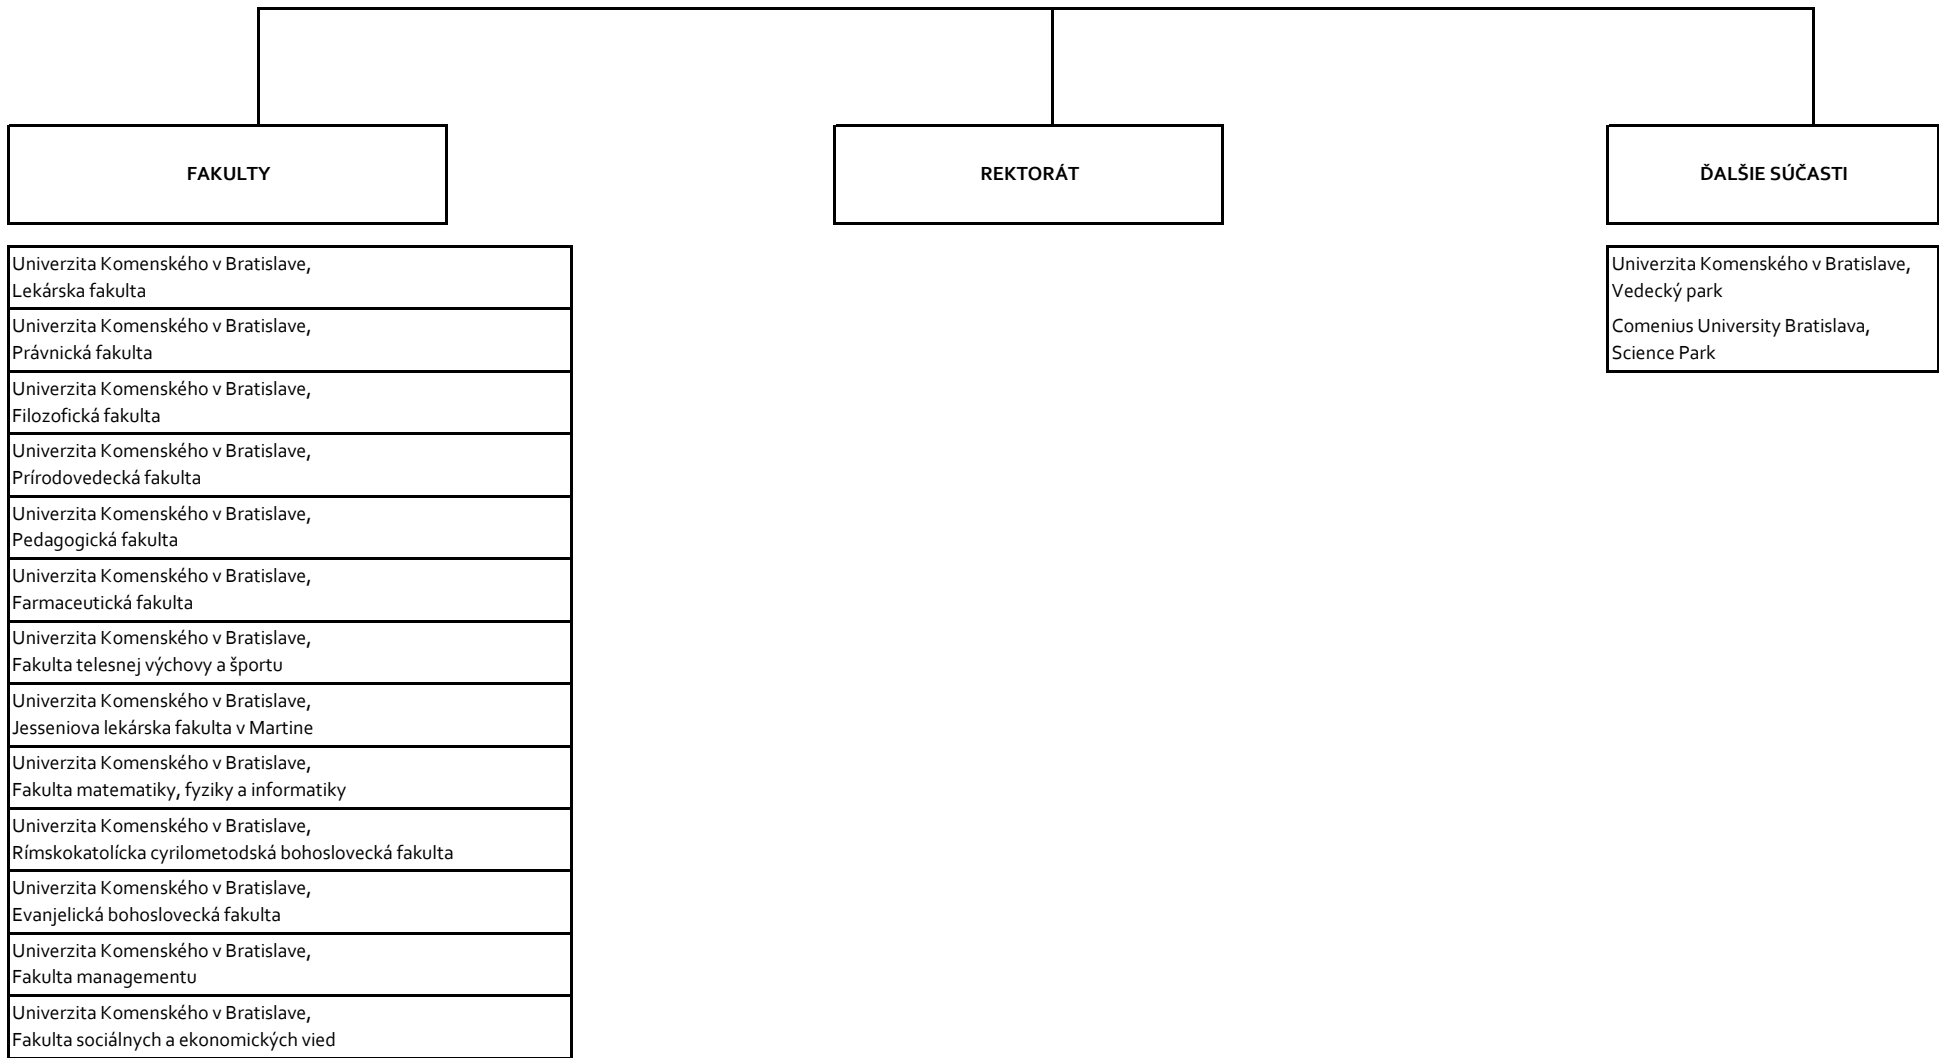 FAKULTY
Univerzita Komenského v Bratislave,
Lekárska fakulta
Univerzita Komenského v Bratislave,
Právnická fakulta
Univerzita Komenského v Bratislave,
Filozofická fakulta
Univerzita Komenského v Bratislave,
Prírodovedecká fakulta
Univerzita Komenského v Bratislave,
Pedagogická fakulta
Univerzita Komenského v Bratislave,
Farmaceutická fakulta
Univerzita Komenského v Bratislave,
Fakulta telesnej výchovy a športu
Univerzita Komenského v Bratislave,
Jesseniova lekárska fakulta v Martine
Univerzita Komenského v Bratislave,
Fakulta matematiky, fyziky a informatiky
Univerzita Komenského v Bratislave,
Rímskokatolícka cyrilometodská bohoslovecká fakulta
Univerzita Komenského v Bratislave,
Evanjelická bohoslovecká fakulta
Univerzita Komenského v Bratislave,
Fakulta managementu
Univerzita Komenského v Bratislave,
Fakulta sociálnych a ekonomických vied
REKTORÁT
ĎALŠIE SÚČASTI
Univerzita Komenského v Bratislave,
Vedecký park
Comenius University Bratislava,
Science Park